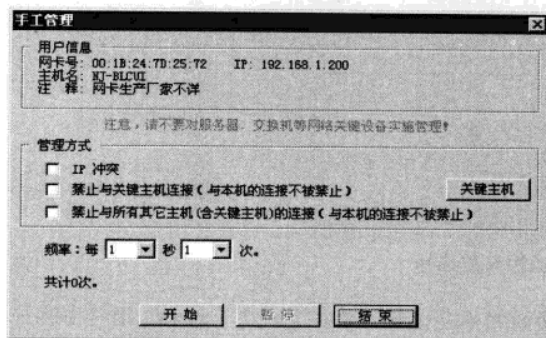 手工管理
用户信息
网卡号: 00:1B:24:7D:25:72 IP: 192.168.1.200
主机名: NJ-BLCUI
注 释: 网卡生产厂家不详
注意,请不要对服务器、交换机等网络关键设备实施管理!
管理方式
IP 冲突
禁止与关键主机连接(与本机的连接不被禁止)
关键主机
禁止与所有其它主机(含关键主机)的连接(与本机的连接不被禁止)
频率:每 1 秒 1 次。
共计0次。
开 始 暂 停 结 束